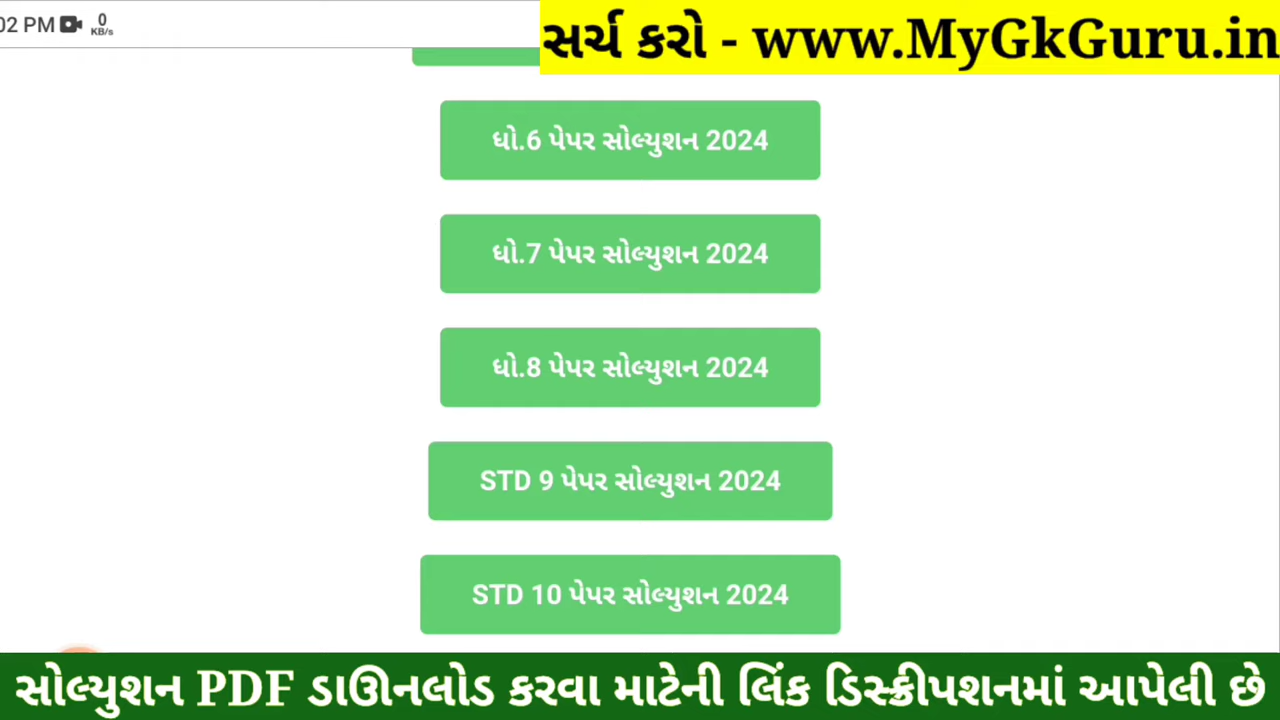 02 PM 0 KB/s
સર્ચ કરો - www.MyGkGuru.in
ધો.6 પેપર સોલ્યુશન 2024
ધો.7 પેપર સોલ્યુશન 2024
ધો.8 પેપર સોલ્યુશન 2024
STD 9 પેપર સોલ્યુશન 2024
STD 10 પેપર સોલ્યુશન 2024
સોલ્યુશન PDF ડાઊનલોડ કરવા માટેની લિંક ડિસ્ક્રીપશનમાં આપેલી છે